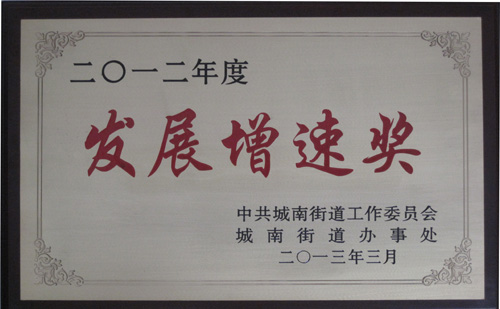 二〇一二年度
发展增速奖
中共城南街道工作委员会
城南街道办事处
二〇一三年三月